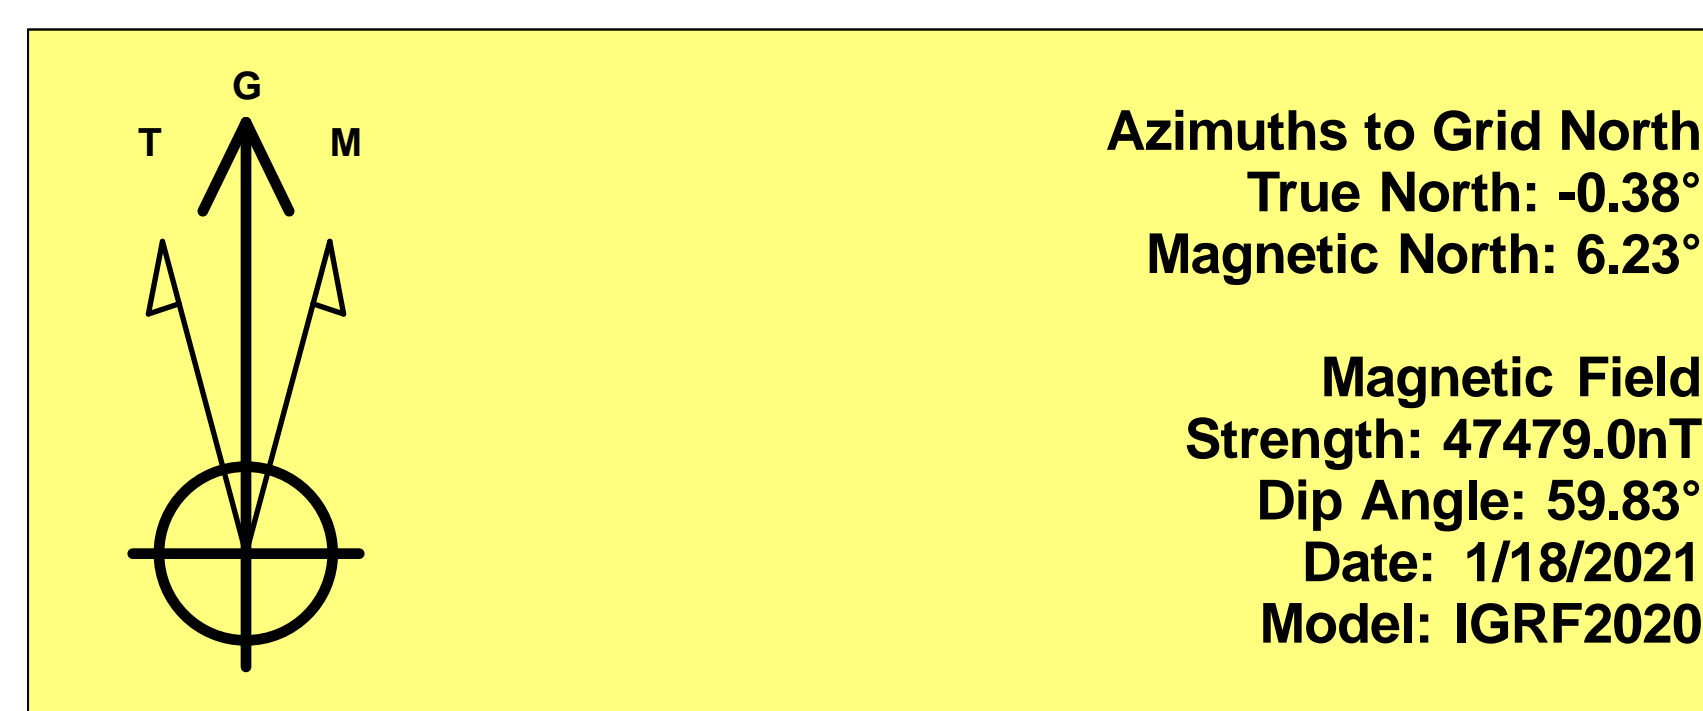 G
T M
Azimuths to Grid North
True North: -0.38°
Magnetic North: 6.23°
Magnetic Field
Strength: 47479.0nT
Dip Angle: 59.83°
Date: 1/18/2021
Model: IGRF2020